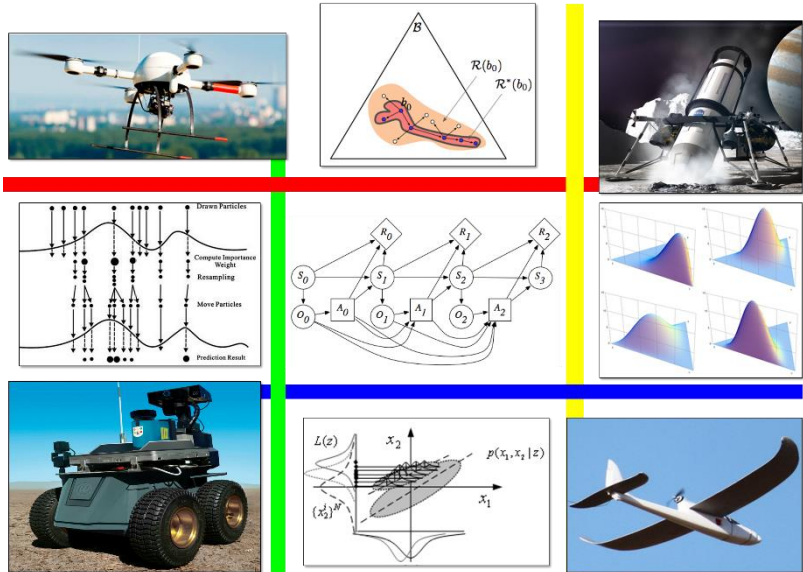 B
R(b₀)
R*(b₀)
b₀
Drawn Particles
Compute Importance
Weight
Resampling
Move Particles
Prediction Result
R₀ R₁ R₂
S₀ S₁ S₂ S₃
O₀ A₀ O₁ A₁ O₂ A₂
L(z) x₂ p(x₁, x₂ | z)
x₁
{x₂ⁱ}ᴺ